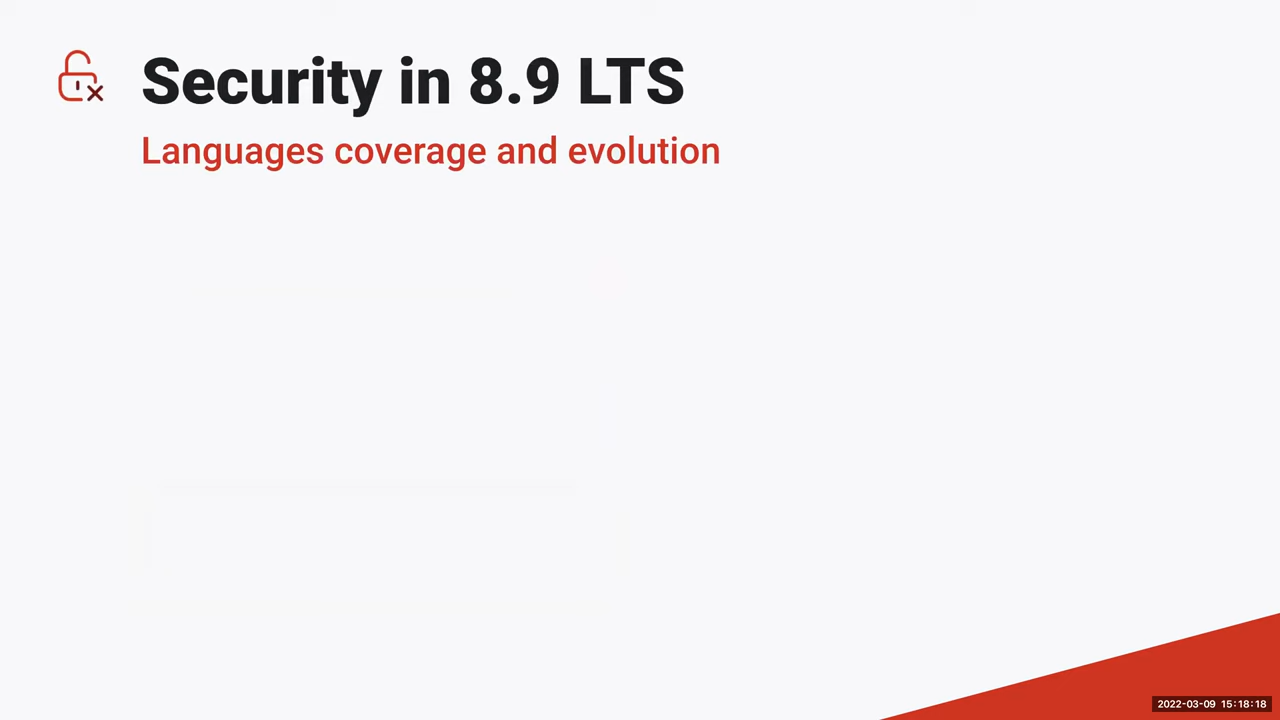 Security in 8.9 LTS
Languages coverage and evolution
2022-03-09 15:18:18